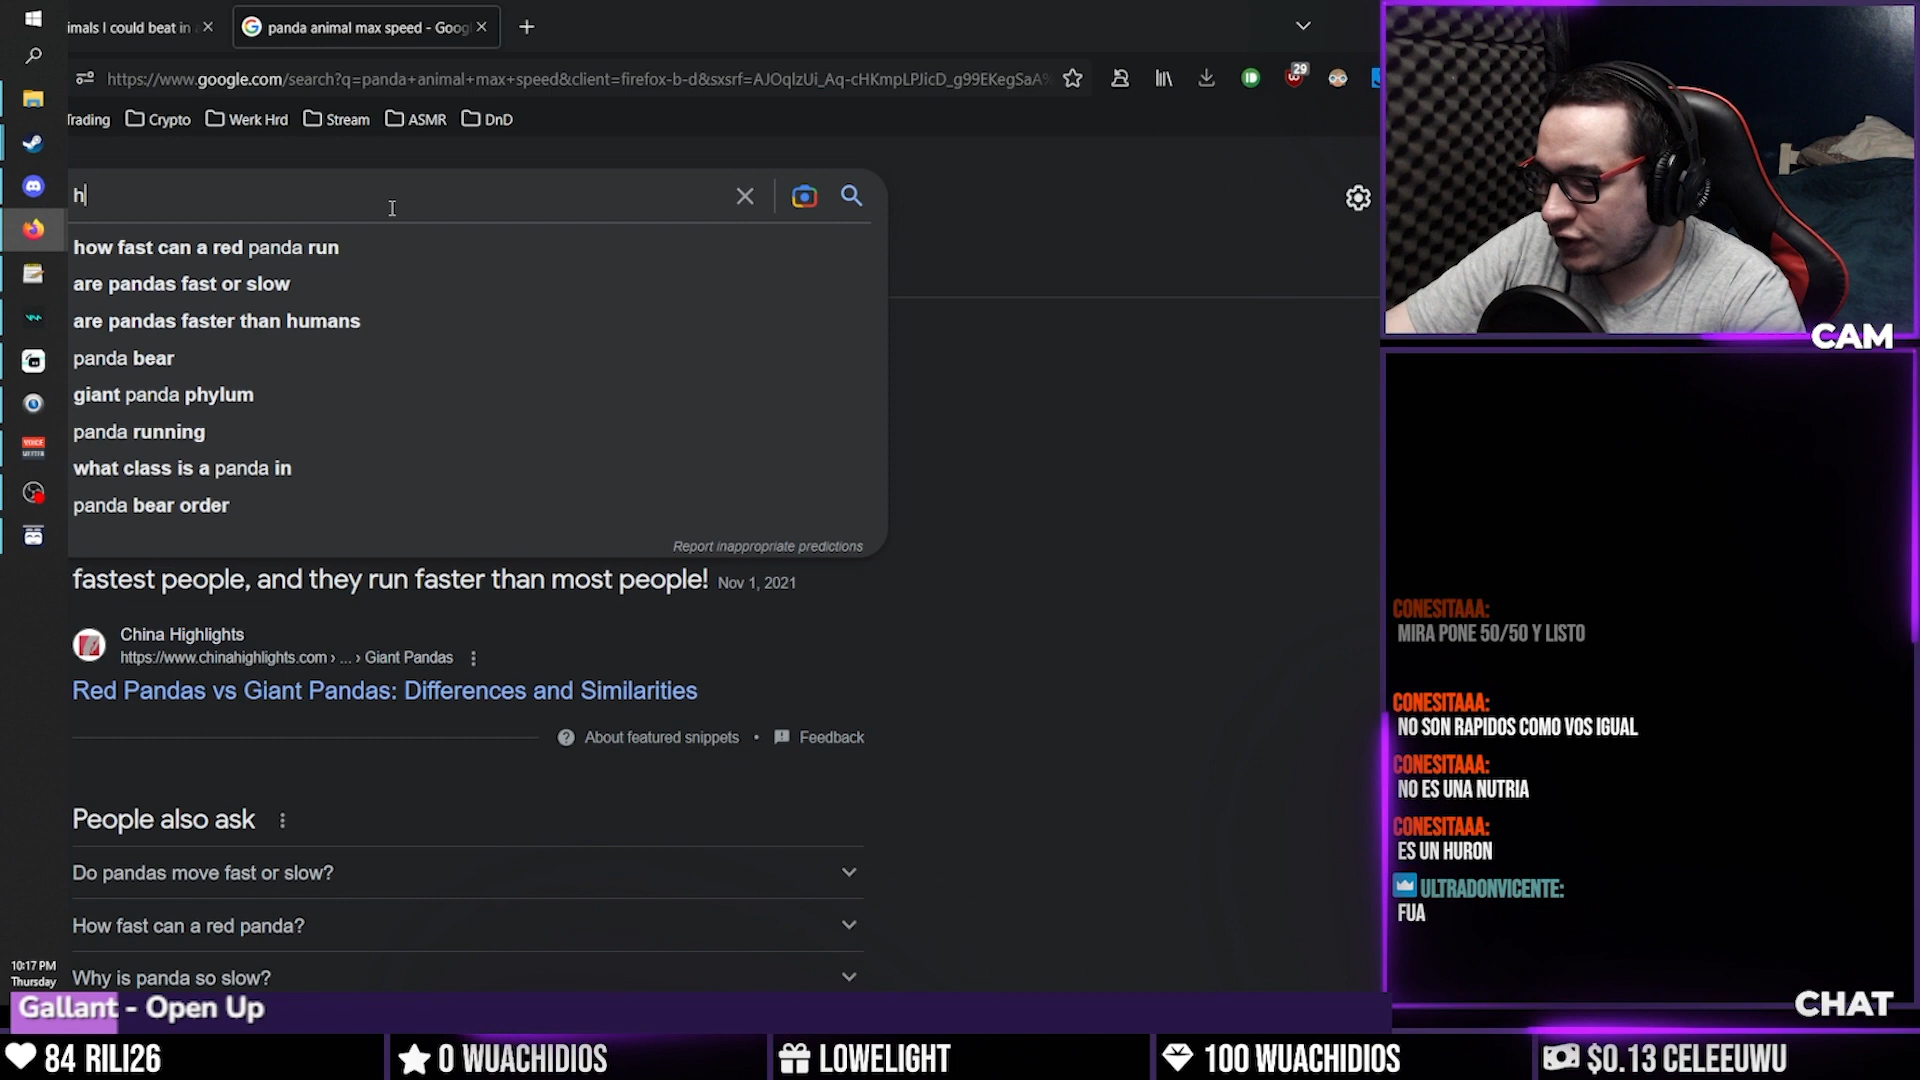 imals I could beat in
panda animal max speed - Goog
https://www.google.com/search?q=panda+animal+max+speed&client=firefox-b-d&sxsrf=AJOqlzUi_Aq-cHKmpLPJicD_g99EKegSaA
29
Trading
Crypto
Werk Hrd
Stream
ASMR
DnD
h
how fast can a red panda run
are pandas fast or slow
are pandas faster than humans
panda bear
giant panda phylum
panda running
what class is a panda in
panda bear order
Report inappropriate predictions
fastest people, and they run faster than most people! Nov 1, 2021
China Highlights
https://www.chinahighlights.com › ... › Giant Pandas
Red Pandas vs Giant Pandas: Differences and Similarities
About featured snippets • Feedback
People also ask
Do pandas move fast or slow?
How fast can a red panda?
Why is panda so slow?
10:17 PM
Thursday
Gallant - Open Up
CAM
CONESITAAA:
MIRA PONE 50/50 Y LISTO
CONESITAAA:
NO SON RAPIDOS COMO VOS IGUAL
CONESITAAA:
NO ES UNA NUTRIA
CONESITAAA:
ES UN HURON
ULTRADONVICENTE:
FUA
CHAT
84 RILI26
0 WUACHIDIOS
LOWELIGHT
100 WUACHIDIOS
$0.13 CELEEUWU